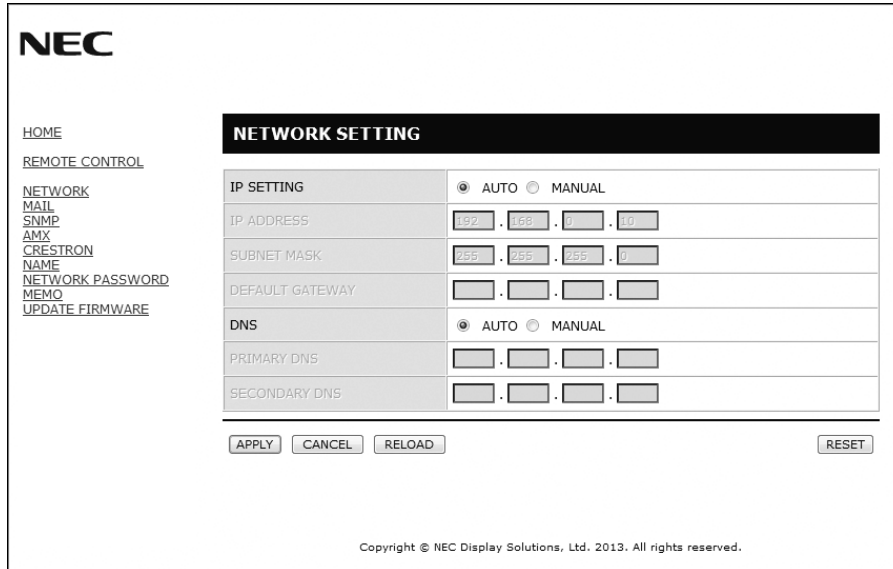 NEC
HOME
REMOTE CONTROL
NETWORK
MAIL
SNMP
AMX
CRESTRON
NAME
NETWORK PASSWORD
MEMO
UPDATE FIRMWARE
NETWORK SETTING
IP SETTING AUTO MANUAL
IP ADDRESS 192 . 168 . 0 . 10
SUBNET MASK 255 . 255 . 255 . 0
DEFAULT GATEWAY . . .
DNS AUTO MANUAL
PRIMARY DNS . . .
SECONDARY DNS . . .
APPLY CANCEL RELOAD RESET
Copyright © NEC Display Solutions, Ltd. 2013. All rights reserved.